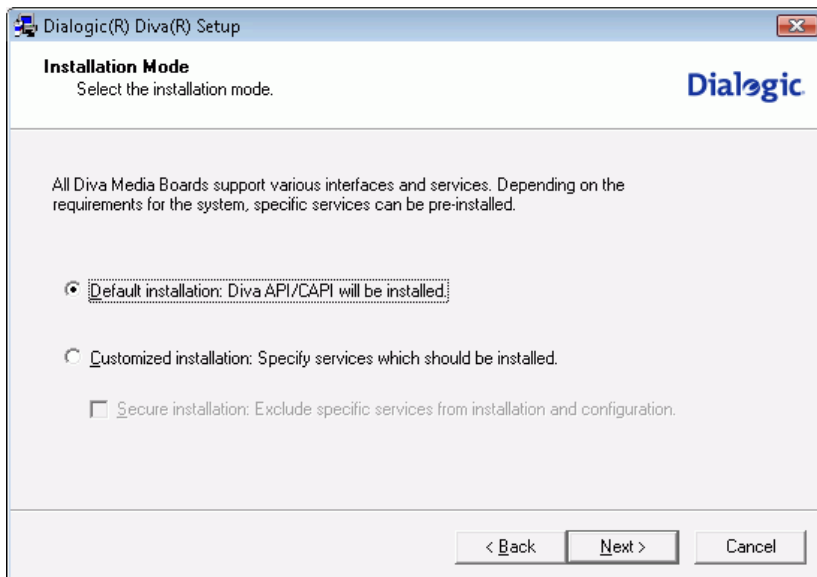 Dialogic(R) Diva(R) Setup
Installation Mode
Select the installation mode.
Dialogic
All Diva Media Boards support various interfaces and services. Depending on the
requirements for the system, specific services can be pre-installed.
Default installation: Diva API/CAPI will be installed.
Customized installation: Specify services which should be installed.
Secure installation: Exclude specific services from installation and configuration.
< Back
Next >
Cancel